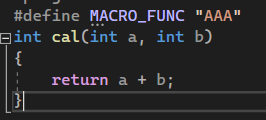 #define MACRO_FUNC "AAA"
int cal(int a, int b)
{
    return a + b;
}